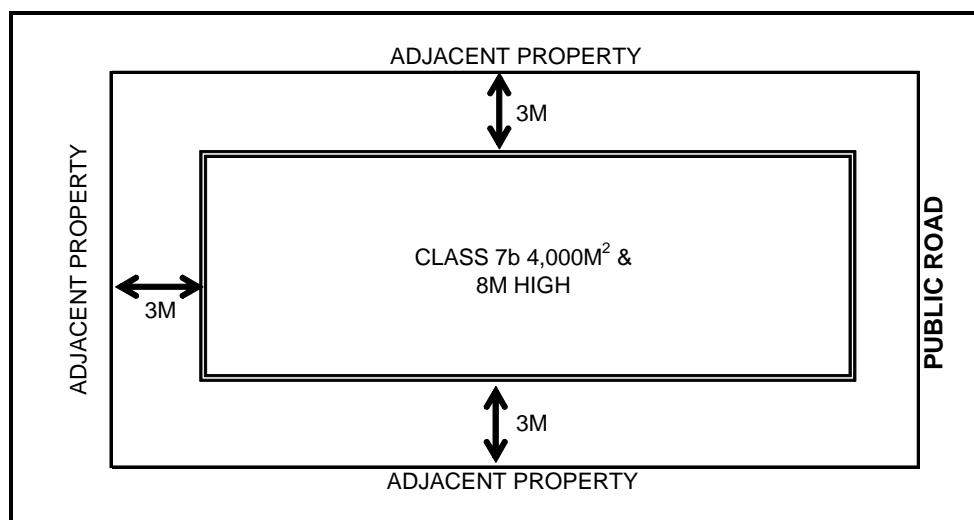 ADJACENT PROPERTY
3M
ADJACENT PROPERTY
CLASS 7b 4,000M² &
8M HIGH
3M
PUBLIC ROAD
3M
ADJACENT PROPERTY